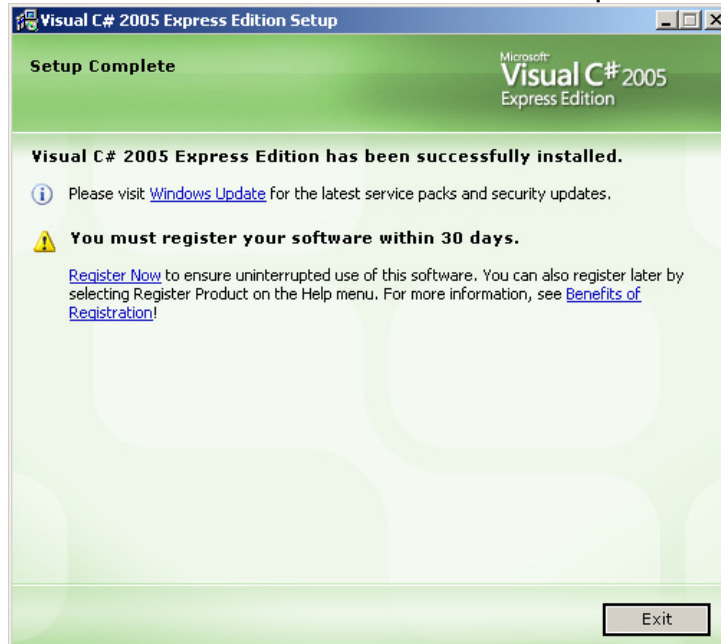 Visual C# 2005 Express Edition Setup
Setup Complete
Microsoft
Visual C# 2005
Express Edition
Visual C# 2005 Express Edition has been successfully installed.
Please visit Windows Update for the latest service packs and security updates.
You must register your software within 30 days.
Register Now to ensure uninterrupted use of this software. You can also register later by
selecting Register Product on the Help menu. For more information, see Benefits of
Registration!
Exit